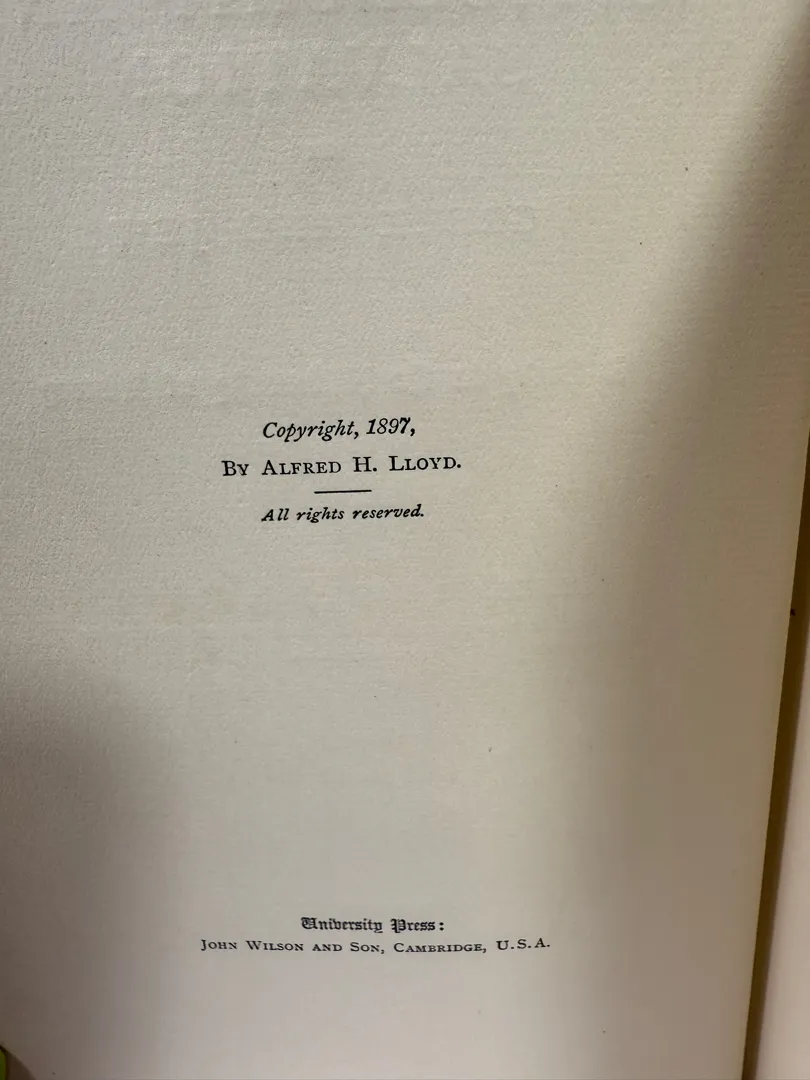 Copyright, 1897,
By Alfred H. Lloyd.
All rights reserved.
University Press:
John Wilson and Son, Cambridge, U.S.A.